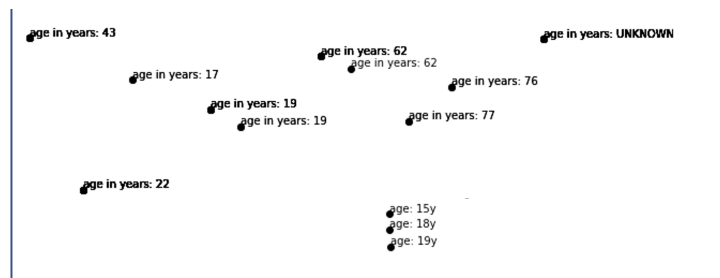 age in years: 43
age in years: UNKNOWN
age in years: 62
age in years: 62
age in years: 17
age in years: 76
age in years: 19
age in years: 77
age in years: 19
age in years: 22
age: 15y
age: 18y
age: 19y